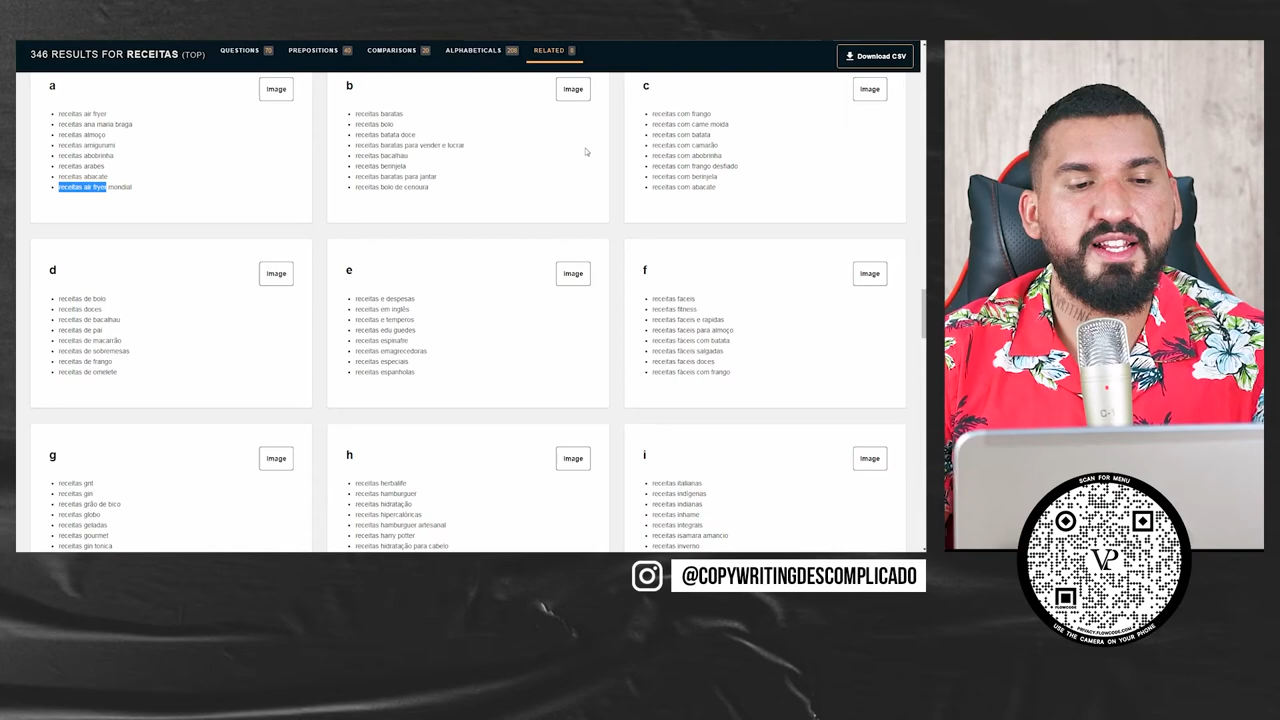 346 RESULTS FOR RECEITAS (TOP)
QUESTIONS 70
PREPOSITIONS 40
COMPARISONS 20
ALPHABETICALS 208
RELATED 8
Download CSV
a
Image
receitas air fryer
receitas ana maria braga
receitas almoço
receitas amigurumi
receitas abobrinha
receitas arabes
receitas abacate
receitas air fryer mondial
b
Image
receitas baratas
receitas bolo
receitas batata doce
receitas baratas para vender e lucrar
receitas bacalhau
receitas berinjela
receitas baratas para jantar
receitas bolo de cenoura
c
Image
receitas com frango
receitas com carne moida
receitas com batata
receitas com camarão
receitas com abobrinha
receitas com frango desfiado
receitas com berinjela
receitas com abacate
d
Image
receitas de bolo
receitas doces
receitas de bacalhau
receitas de pai
receitas de macarrão
receitas de sobremesas
receitas de frango
receitas de omelete
e
Image
receitas e despesas
receitas em inglês
receitas e temperos
receitas edu guedes
receitas espinafre
receitas emagrecedoras
receitas especiais
receitas espanholas
f
Image
receitas faceis
receitas fitness
receitas faceis e rapidas
receitas faceis para almoço
receitas fáceis com batata
receitas fáceis salgadas
receitas faceis doces
receitas fáceis com frango
g
Image
receitas gnt
receitas gin
receitas grão de bico
receitas globo
receitas geladas
receitas gourmet
receitas gin tonica
h
Image
receitas herbalife
receitas hamburguer
receitas hidratação
receitas hipercalóricas
receitas hamburguer artesanal
receitas harry potter
receitas hidratação para cabelo
i
Image
receitas italianas
receitas indígenas
receitas indianas
receitas inhame
receitas integrais
receitas isamara amancio
receitas inverno
C-1
@COPYWRITINGDESCOMPLICADO
SCAN FOR MENU
VP
FLOWCODE
PRIVACY.FLOWCODE.COM
USE THE CAMERA ON YOUR PHONE